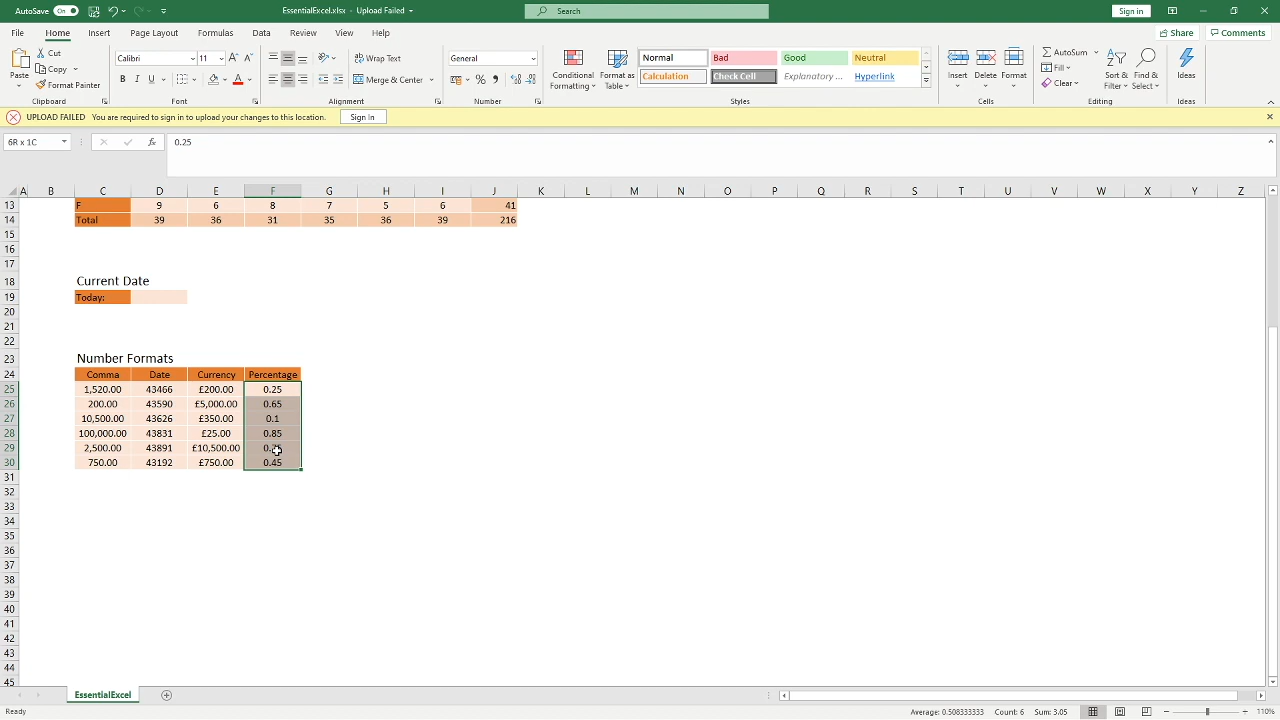 AutoSave On EssentialExcel.xlsx - Upload Failed Search Sign in
File Home Insert Page Layout Formulas Data Review View Help Share Comments
Paste Cut Copy Format Painter Clipboard
Calibri 11 B I U A Font
Wrap Text Merge & Center Alignment
General % Number
Conditional Formatting Format as Table Normal Bad Good Neutral
Calculation Check Cell Explanatory ... Hyperlink Styles
Insert Delete Format Cells
AutoSum Fill Clear Sort & Filter Find & Select Editing
Ideas Ideas
UPLOAD FAILED You are required to sign in to upload your changes to this location. Sign In
6R x 1C fx 0.25
A B C D E F G H I J K L M N O P Q R S T U V W X Y Z
13 F 9 6 8 7 5 6 41
14 Total 39 36 31 35 36 39 216
15
16
17
18 Current Date
19 Today:
20
21
22
23 Number Formats
24 Comma Date Currency Percentage
25 1,520.00 43466 £200.00 0.25
26 200.00 43590 £5,000.00 0.65
27 10,500.00 43626 £350.00 0.1
28 100,000.00 43831 £25.00 0.85
29 2,500.00 43891 £10,500.00
30 750.00 43192 £750.00 0.45
31
32
33
34
35
36
37
38
39
40
41
42
43
44
45
EssentialExcel
Ready Average: 0.508333333 Count: 6 Sum: 3.05 110%